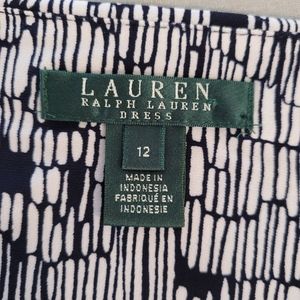 LAUREN
RALPH LAUREN
DRESS
12
MADE IN
INDONESIA
FABRIQUÉ EN
INDONÉSIE